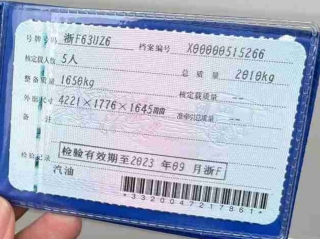 号牌号码 浙F63UZ6 档案编号 X00000515266
核定载人数 5人 总质量 2010kg
整备质量 1650kg 核定载质量 --
外廓尺寸 4221×1776×1645mm 准牵引总质量 --
备注
检验记录 检验有效期至2023年09月浙F
汽油
*3320047217851*